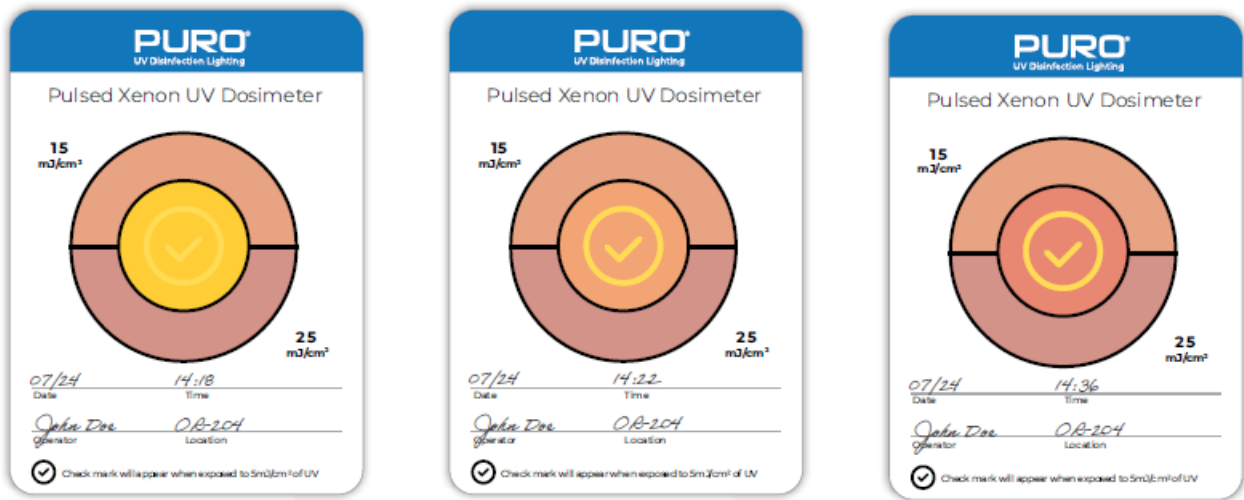 PURO®
UV Disinfection Lighting
Pulsed Xenon UV Dosimeter
15
mJ/cm²
25
mJ/cm²
07/24 14:18
Date Time
John Doe OR-204
Operator Location
Check mark will appear when exposed to 5mJ/cm² of UV
PURO®
UV Disinfection Lighting
Pulsed Xenon UV Dosimeter
15
mJ/cm²
25
mJ/cm²
07/24 14:22
Date Time
John Doe OR-204
Operator Location
Check mark will appear when exposed to 5mJ/cm² of UV
PURO®
UV Disinfection Lighting
Pulsed Xenon UV Dosimeter
15
mJ/cm²
25
mJ/cm²
07/24 14:36
Date Time
John Doe OR-204
Operator Location
Check mark will appear when exposed to 5mJ/cm² of UV